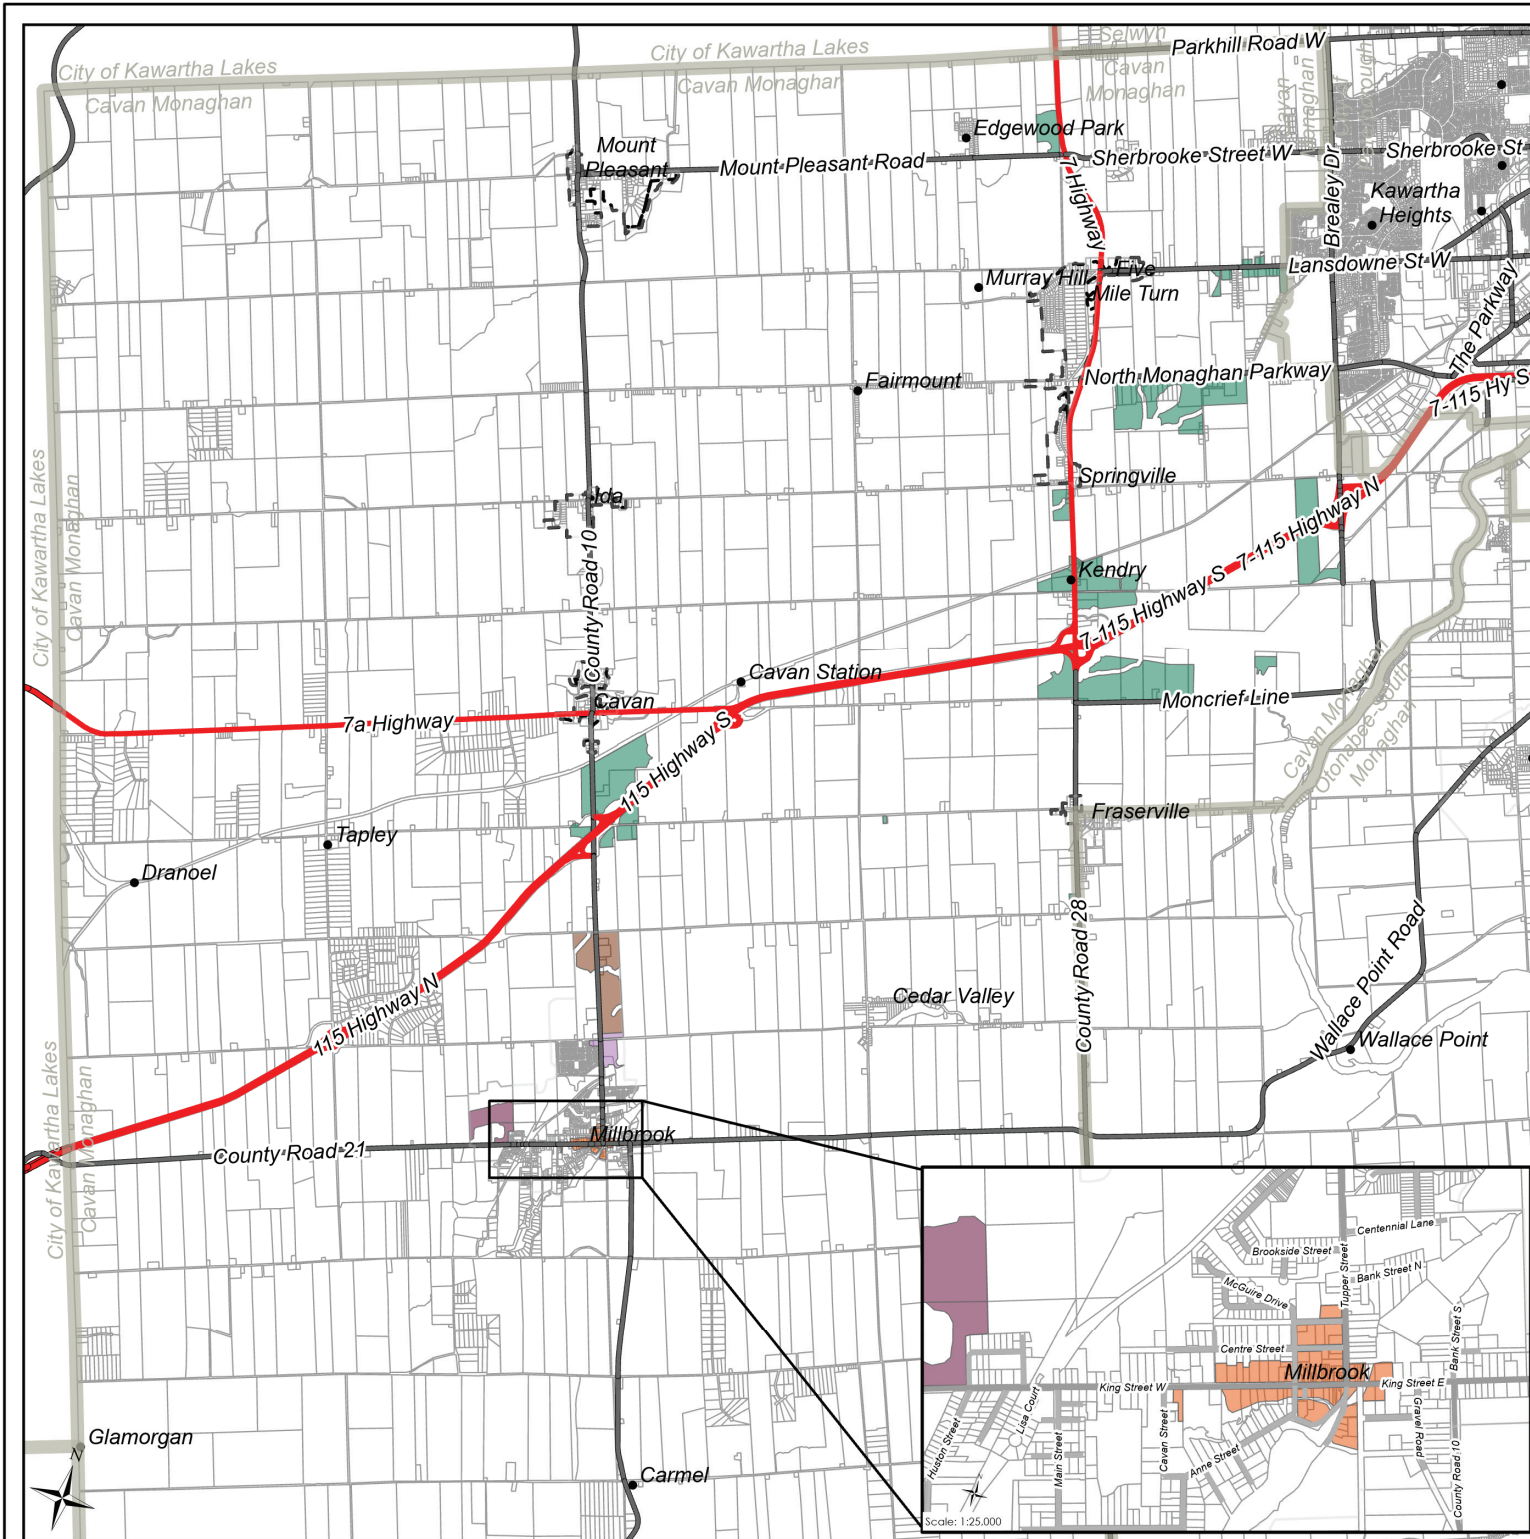 City of Kawartha Lakes
Cavan Monaghan
City of Kawartha Lakes
Cavan Monaghan
Selwyn
Cavan
Monaghan
Parkhill Road W
Cavan
Monaghan
Mount
Pleasant
Mount Pleasant Road
Edgewood Park
Sherbrooke Street W
Sherbrooke St
Brealey Dr
Kawartha
Heights
7 Highway
Murray Hill
Five
Mile Turn
Lansdowne St W
The Parkway
Fairmount
North Monaghan Parkway
7-115 Hy S
City of Kawartha Lakes
Cavan Monaghan
Ida
Springville
County Road 10
Kendry
7-115 Highway S
7-115 Highway N
Cavan Station
Cavan
7a Highway
115 Highway S
Moncrief Line
Cavan Monaghan
Otonabee-South
Monaghan
Tapley
Dranoel
Fraserville
County Road 28
Cedar Valley
Wallace Point Road
Wallace Point
115 Highway N
City of Kawartha Lakes
Cavan Monaghan
County Road 21
Millbrook
Glamorgan
N
Carmel
Centennial Lane
Brookside Street
Tupper Street
Bank Street N
McGuire Drive
Bank Street S
Centre Street
Millbrook
King Street W
King Street E
Lisa Court
Huston Street
Main Street
Cavan Street
Anne Street
Gravel Road
County Road 10
Scale: 1:25,000